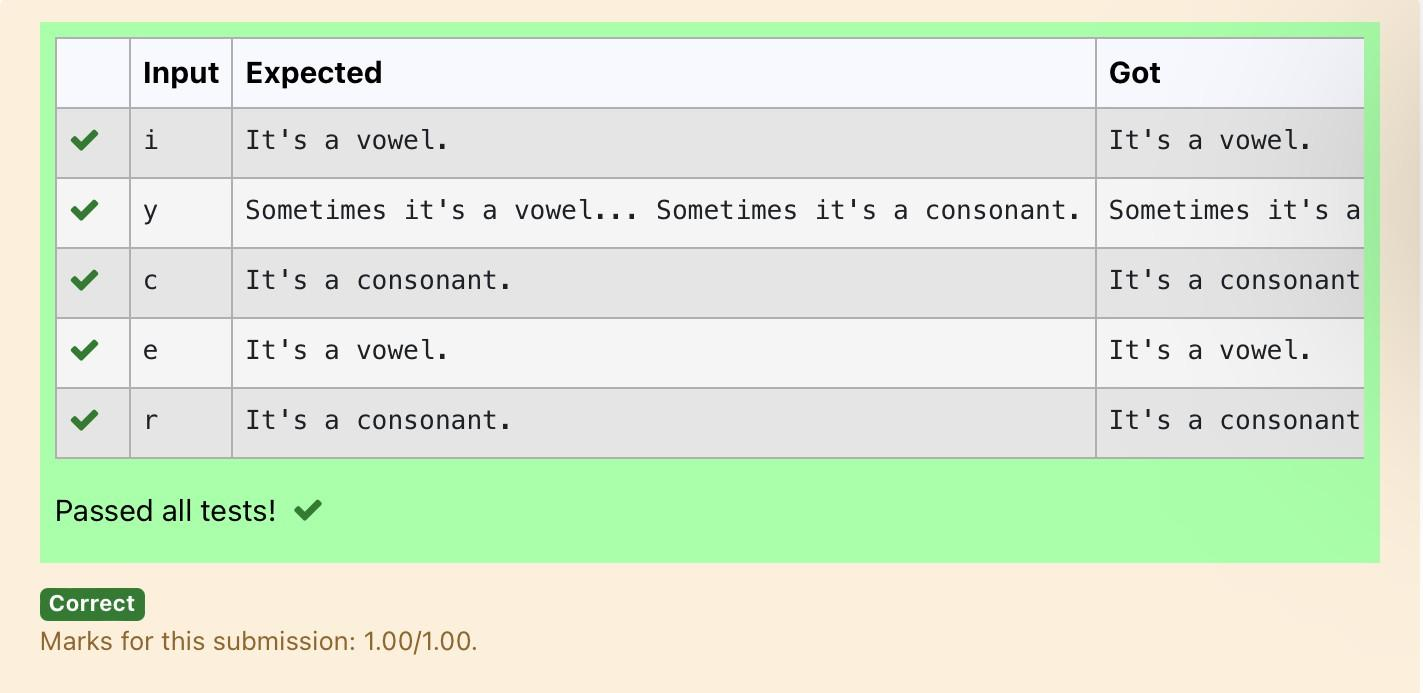 Input Expected Got
i It's a vowel. It's a vowel.
y Sometimes it's a vowel... Sometimes it's a consonant. Sometimes it's a
c It's a consonant. It's a consonant
e It's a vowel. It's a vowel.
r It's a consonant. It's a consonant
Passed all tests!
Correct
Marks for this submission: 1.00/1.00.